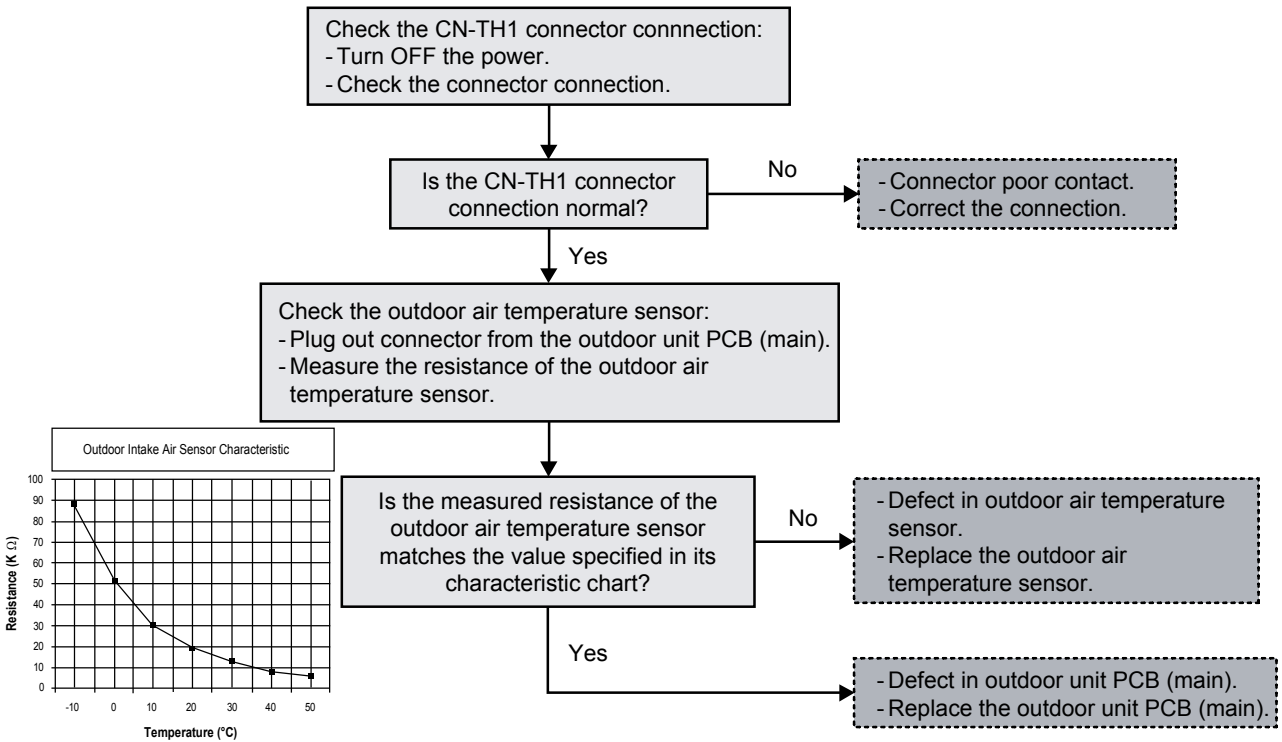 Check the CN-TH1 connector connnection:
- Turn OFF the power.
- Check the connector connection.
Is the CN-TH1 connector
connection normal?
No
- Connector poor contact.
- Correct the connection.
Yes
Check the outdoor air temperature sensor:
- Plug out connector from the outdoor unit PCB (main).
- Measure the resistance of the outdoor air
temperature sensor.
Outdoor Intake Air Sensor Characteristic
Resistance (K Ω)
100
90
80
70
60
50
40
30
20
10
0
-10 0 10 20 30 40 50
Temperature (°C)
Is the measured resistance of the
outdoor air temperature sensor
matches the value specified in its
characteristic chart?
No
- Defect in outdoor air temperature
sensor.
- Replace the outdoor air
temperature sensor.
Yes
- Defect in outdoor unit PCB (main).
- Replace the outdoor unit PCB (main).